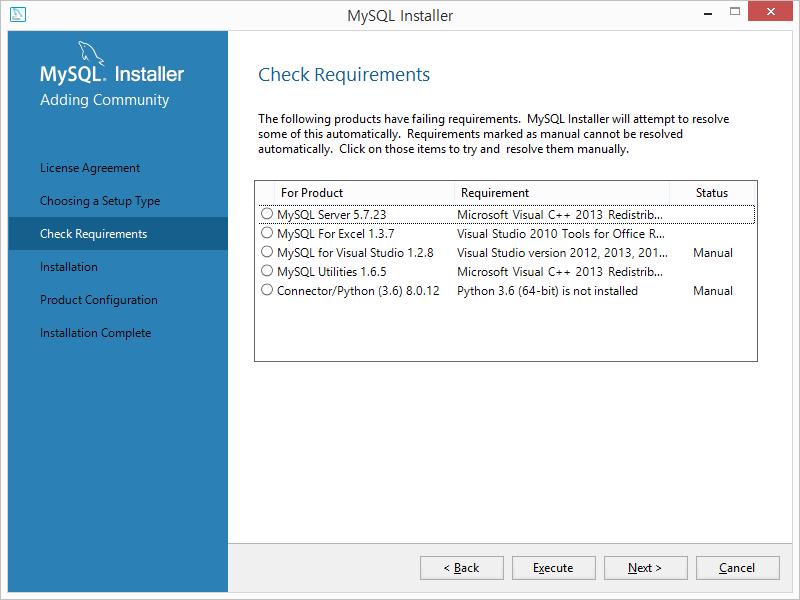 MySQL Installer
MySQL. Installer
Adding Community
License Agreement
Choosing a Setup Type
Check Requirements
Installation
Product Configuration
Installation Complete
Check Requirements
The following products have failing requirements. MySQL Installer will attempt to resolve
some of this automatically. Requirements marked as manual cannot be resolved
automatically. Click on those items to try and resolve them manually.
For Product Requirement Status
MySQL Server 5.7.23 Microsoft Visual C++ 2013 Redistrib...
MySQL For Excel 1.3.7 Visual Studio 2010 Tools for Office R...
MySQL for Visual Studio 1.2.8 Visual Studio version 2012, 2013, 201... Manual
MySQL Utilities 1.6.5 Microsoft Visual C++ 2013 Redistrib...
Connector/Python (3.6) 8.0.12 Python 3.6 (64-bit) is not installed Manual
< Back Execute Next > Cancel